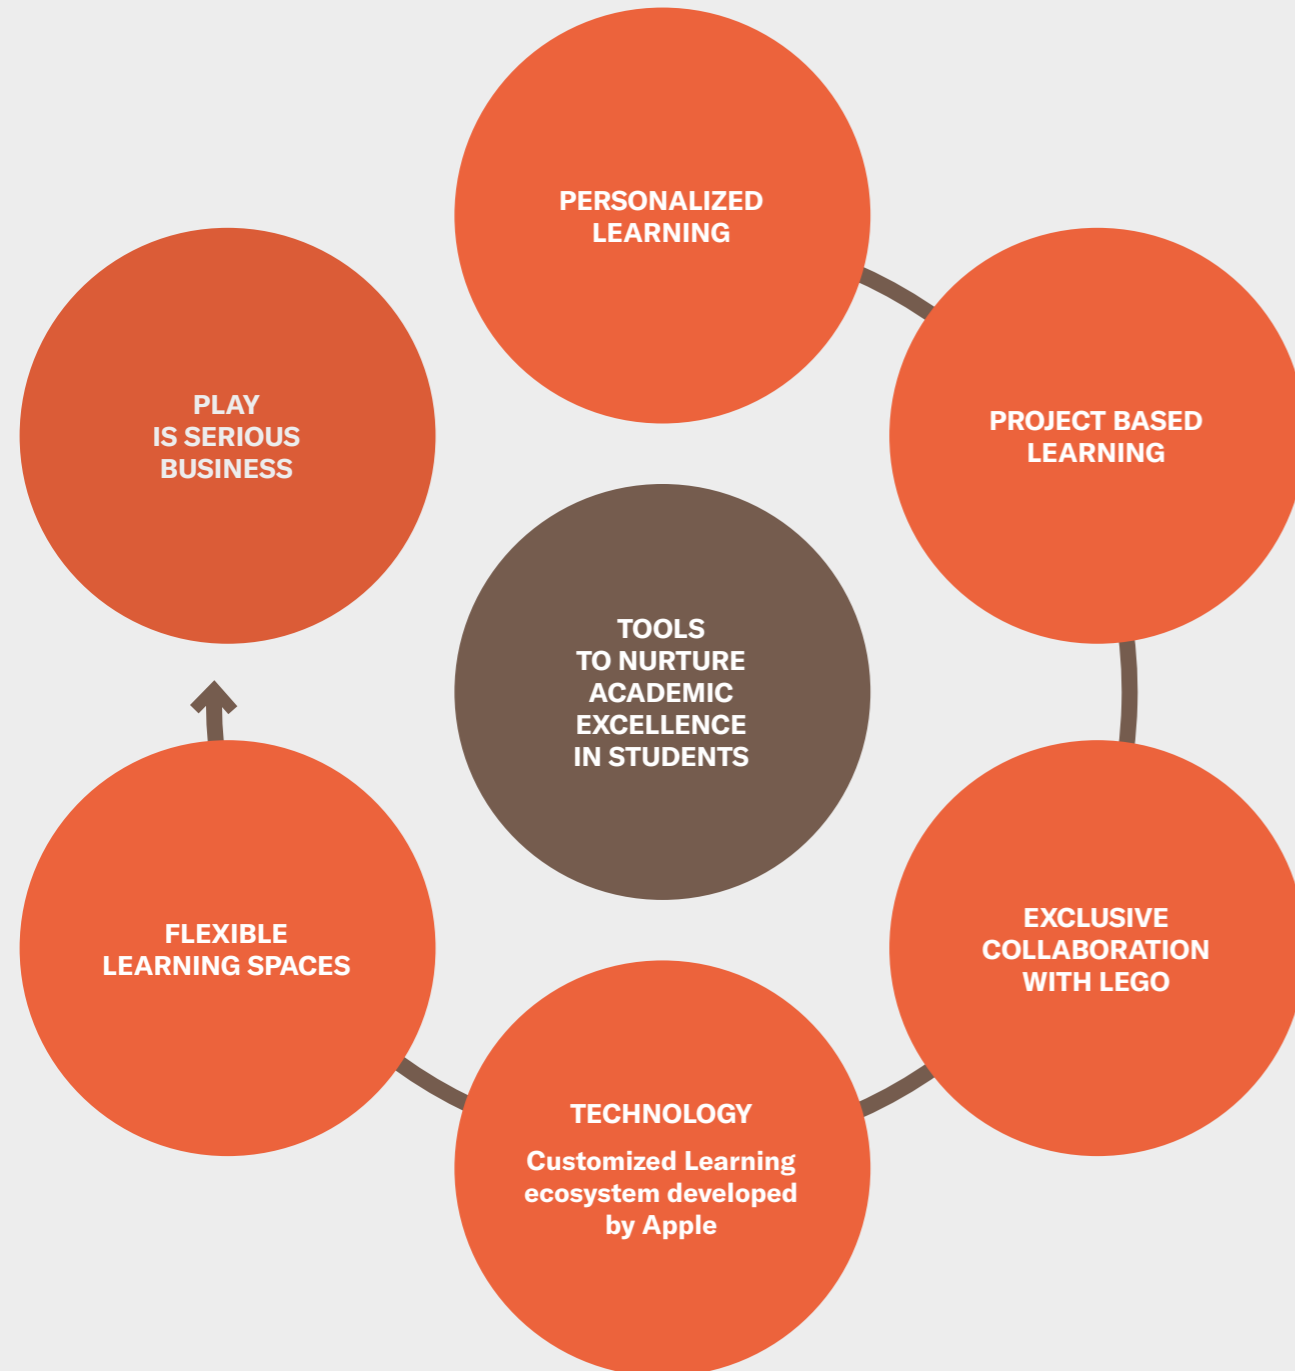 PERSONALIZED
LEARNING
PROJECT BASED
LEARNING
EXCLUSIVE
COLLABORATION
WITH LEGO
TECHNOLOGY
Customized Learning
ecosystem developed
by Apple
FLEXIBLE
LEARNING SPACES
PLAY
IS SERIOUS
BUSINESS
TOOLS
TO NURTURE
ACADEMIC
EXCELLENCE
IN STUDENTS